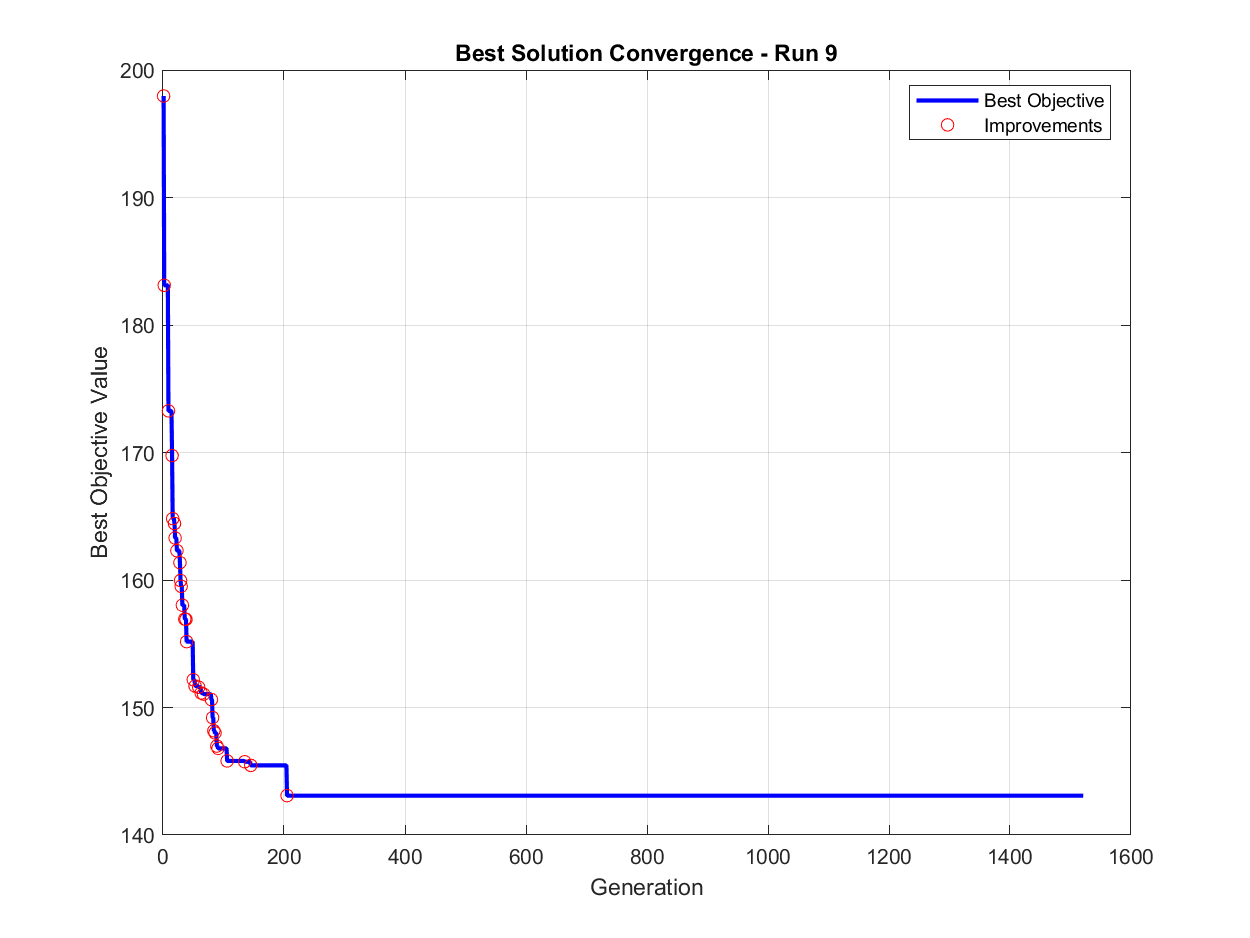 Best Solution Convergence - Run 9
Best Objective
Improvements
200
190
180
170
160
150
140
Best Objective Value
0 200 400 600 800 1000 1200 1400 1600
Generation